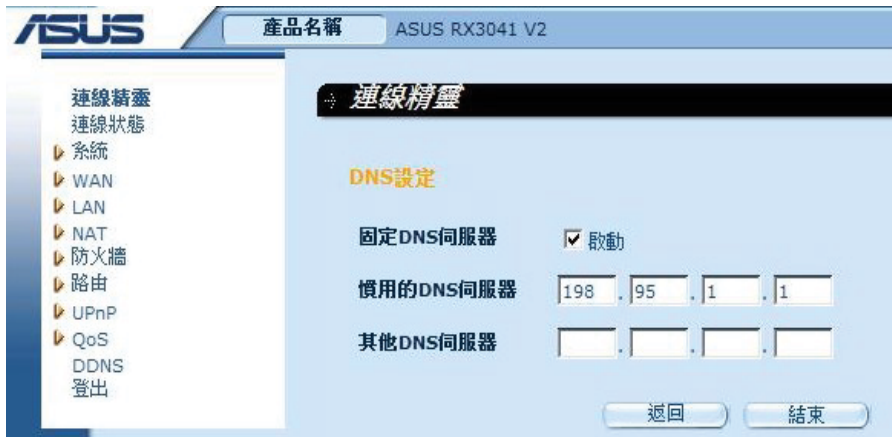 ASUS 產品名稱 ASUS RX3041 V2
連線精靈
連線狀態
系統
WAN
LAN
NAT
防火牆
路由
UPnP
QoS
DDNS
登出
連線精靈
DNS設定
固定DNS伺服器 啟動
慣用的DNS伺服器 198 . 95 . 1 . 1
其他DNS伺服器 . . .
返回 結束